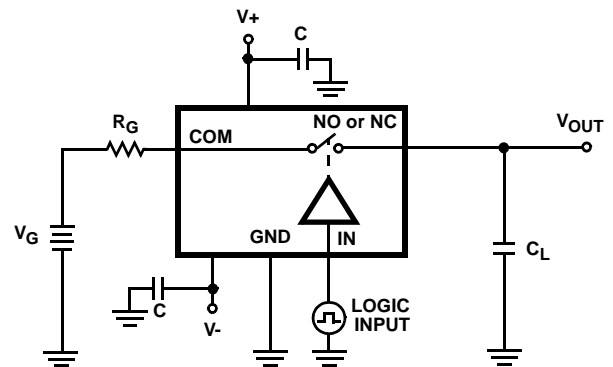 V+
C
RG
COM
NO or NC
VOUT
VG
GND
IN
CL
C
V-
LOGIC
INPUT